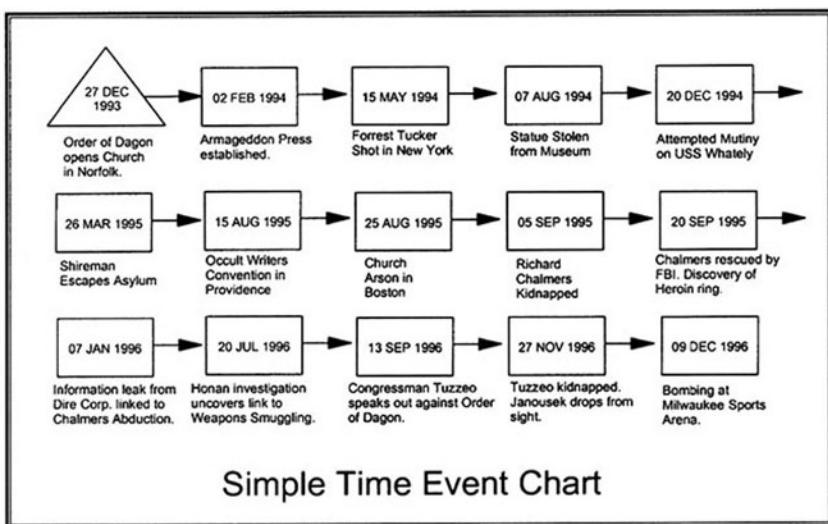 27 DEC
1993
Order of Dagon
opens Church
in Norfolk.
02 FEB 1994
Armageddon Press
established.
15 MAY 1994
Forrest Tucker
Shot in New York
07 AUG 1994
Statue Stolen
from Museum
20 DEC 1994
Attempted Mutiny
on USS Whately
26 MAR 1995
Shireman
Escapes Asylum
15 AUG 1995
Occult Writers
Convention in
Providence
25 AUG 1995
Church
Arson in
Boston
05 SEP 1995
Richard
Chalmers
Kidnapped
20 SEP 1995
Chalmers rescued by
FBI. Discovery of
Heroin ring.
07 JAN 1996
Information leak from
Dire Corp. linked to
Chalmers Abduction.
20 JUL 1996
Honan investigation
uncovers link to
Weapons Smuggling.
13 SEP 1996
Congressman Tuzzeo
speaks out against Order
of Dagon.
27 NOV 1996
Tuzzeo kidnapped.
Janousek drops from
sight.
09 DEC 1996
Bombing at
Milwaukee Sports
Arena.
Simple Time Event Chart